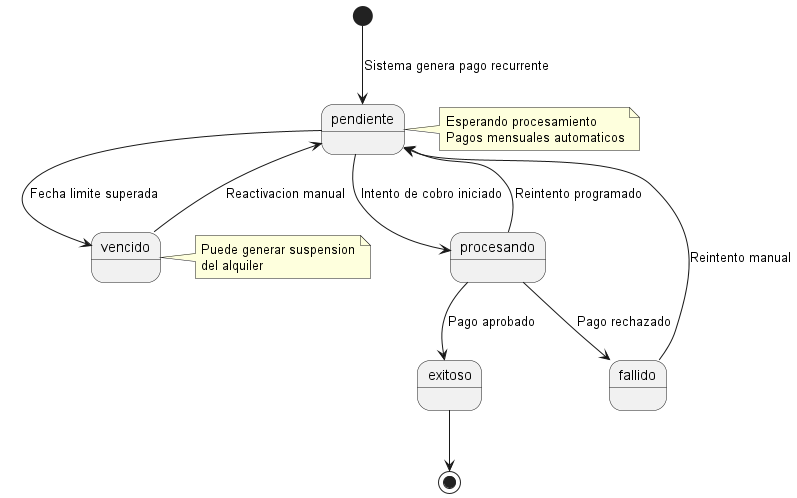 Sistema genera pago recurrente
pendiente
Esperando procesamiento
Pagos mensuales automaticos
Fecha limite superada
Reactivacion manual
Intento de cobro iniciado
Reintento programado
vencido
Puede generar suspension
del alquiler
procesando
Reintento manual
Pago aprobado
Pago rechazado
exitoso
fallido